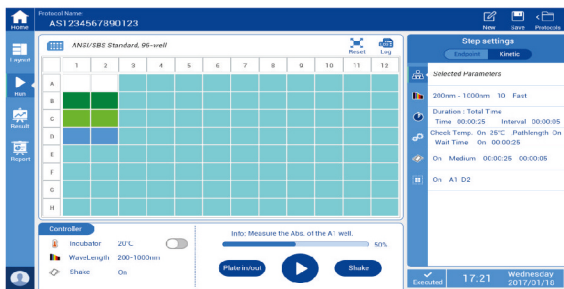 Protocol Name
AS1234567890123
Home
New
Save
Protocols
Layout
Run
Result
Report
ANSI/SBS Standard, 96-well
Reset
Log
1 2 3 4 5 6 7 8 9 10 11 12
A
B
C
D
E
F
G
H
Step settings
Endpoint
Kinetic
Selected Parameters
200nm - 1000nm 10 Fast
Duration : Total Time
Time 00:00:25 Interval 00:00:05
Check Temp. On 25°C Pathlength On
Wait Time On 00:00:25
On Medium 00:00:25 00:00:05
On A1 D2
Controller
Incubator 20°C
WaveLength 200-1000nm
Shake On
Info: Measure the Abs. of the A1 well.
50%
Plate in/out
Shake
Executed
17:21
Wednesday
2017/01/16